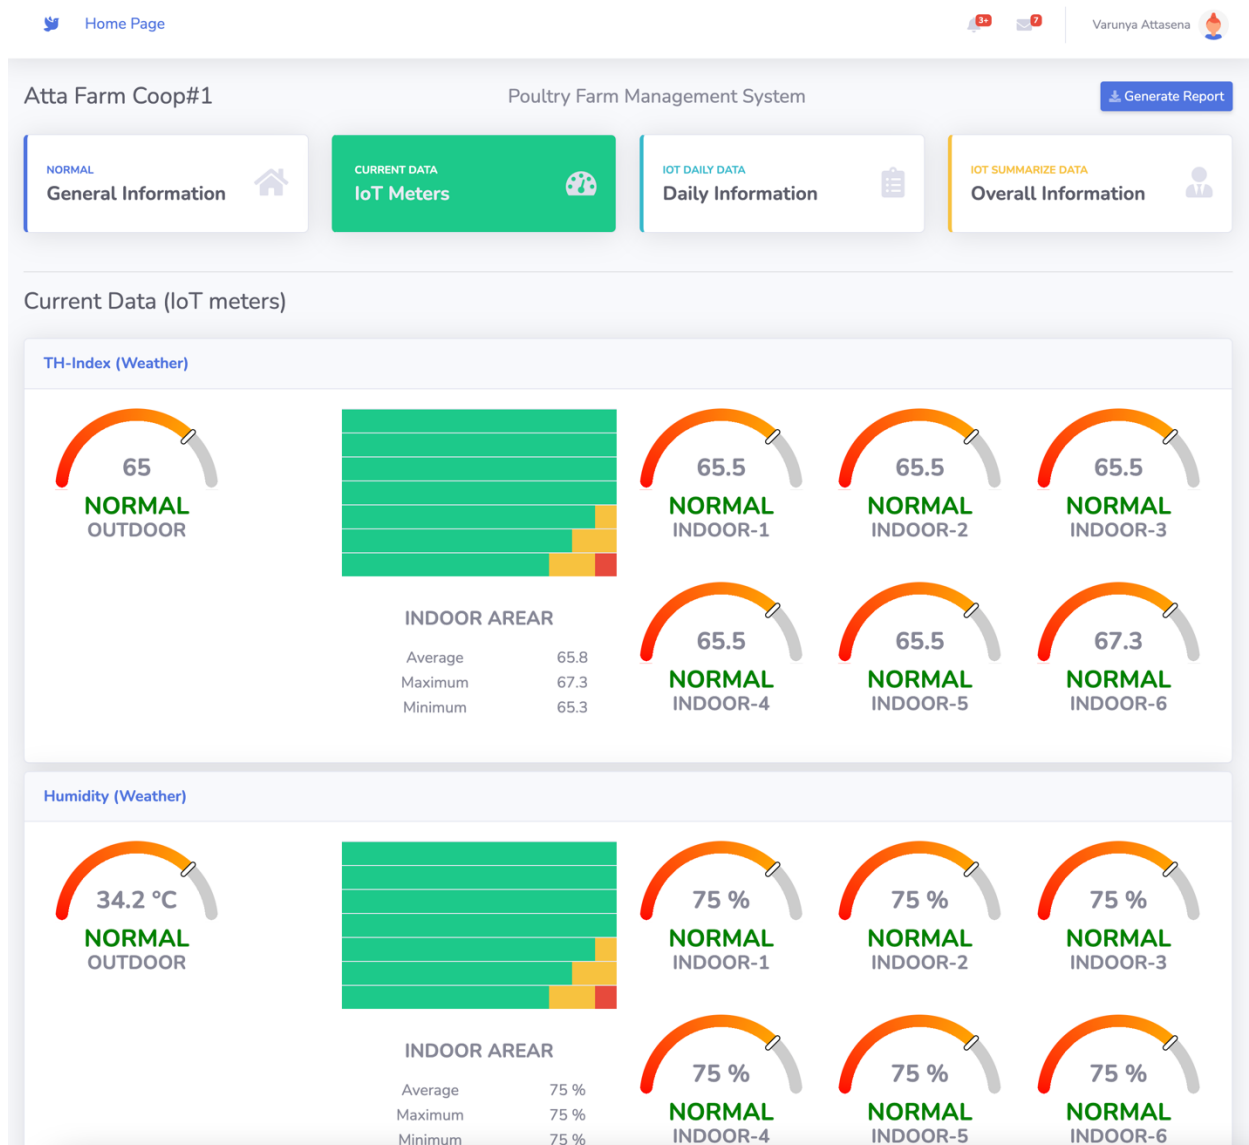 Home Page
3+
7
Varunya Attasena
Atta Farm Coop#1
Poultry Farm Management System
Generate Report
NORMAL
General Information
CURRENT DATA
IoT Meters
IOT DAILY DATA
Daily Information
IOT SUMMARIZE DATA
Overall Information
Current Data (IoT meters)
TH-Index (Weather)
65
NORMAL
OUTDOOR
INDOOR AREAR
Average 65.8
Maximum 67.3
Minimum 65.3
65.5
NORMAL
INDOOR-1
65.5
NORMAL
INDOOR-2
65.5
NORMAL
INDOOR-3
65.5
NORMAL
INDOOR-4
65.5
NORMAL
INDOOR-5
67.3
NORMAL
INDOOR-6
Humidity (Weather)
34.2 °C
NORMAL
OUTDOOR
INDOOR AREAR
Average 75 %
Maximum 75 %
Minimum 75 %
75 %
NORMAL
INDOOR-1
75 %
NORMAL
INDOOR-2
75 %
NORMAL
INDOOR-3
75 %
NORMAL
INDOOR-4
75 %
NORMAL
INDOOR-5
75 %
NORMAL
INDOOR-6